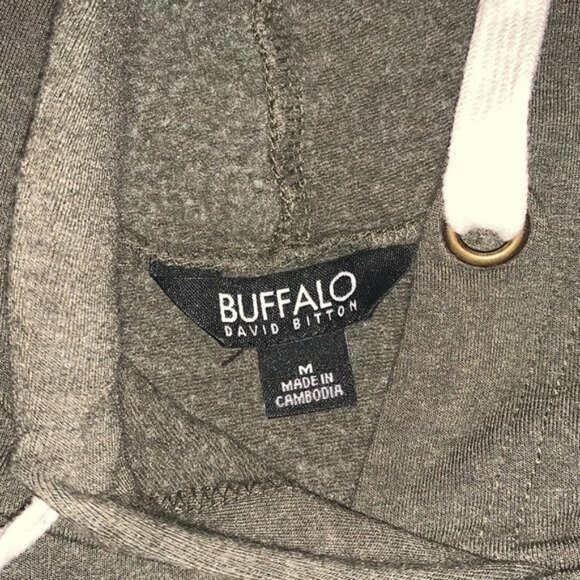 BUFFALO
DAVID BITTON
M
MADE IN
CAMBODIA